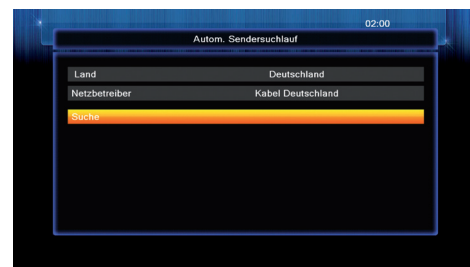 02:00
Autom. Sendersuchlauf
Land Deutschland
Netzbetreiber Kabel Deutschland
Suche